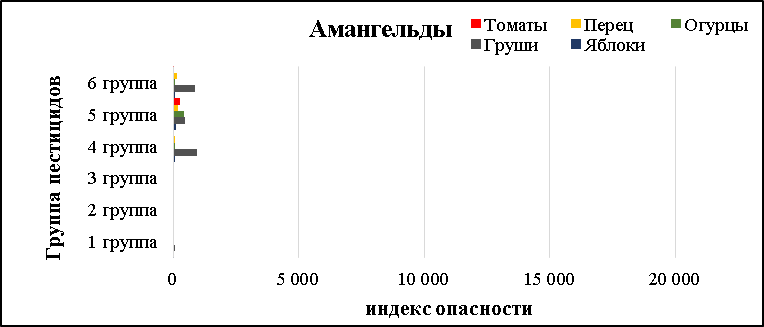 Амангельды
Томаты
Перец
Огурцы
Груши
Яблоки
Группа пестицидов
6 группа
5 группа
4 группа
3 группа
2 группа
1 группа
0
5 000
10 000
15 000
20 000
индекс опасности